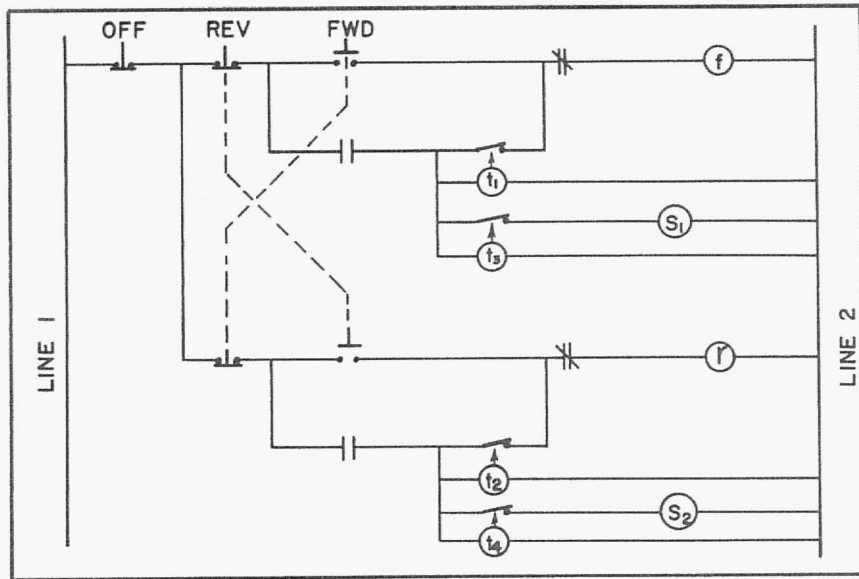 OFF REV FWD
f
t1
S1
t3
LINE 1
LINE 2
r
t2
S2
t4